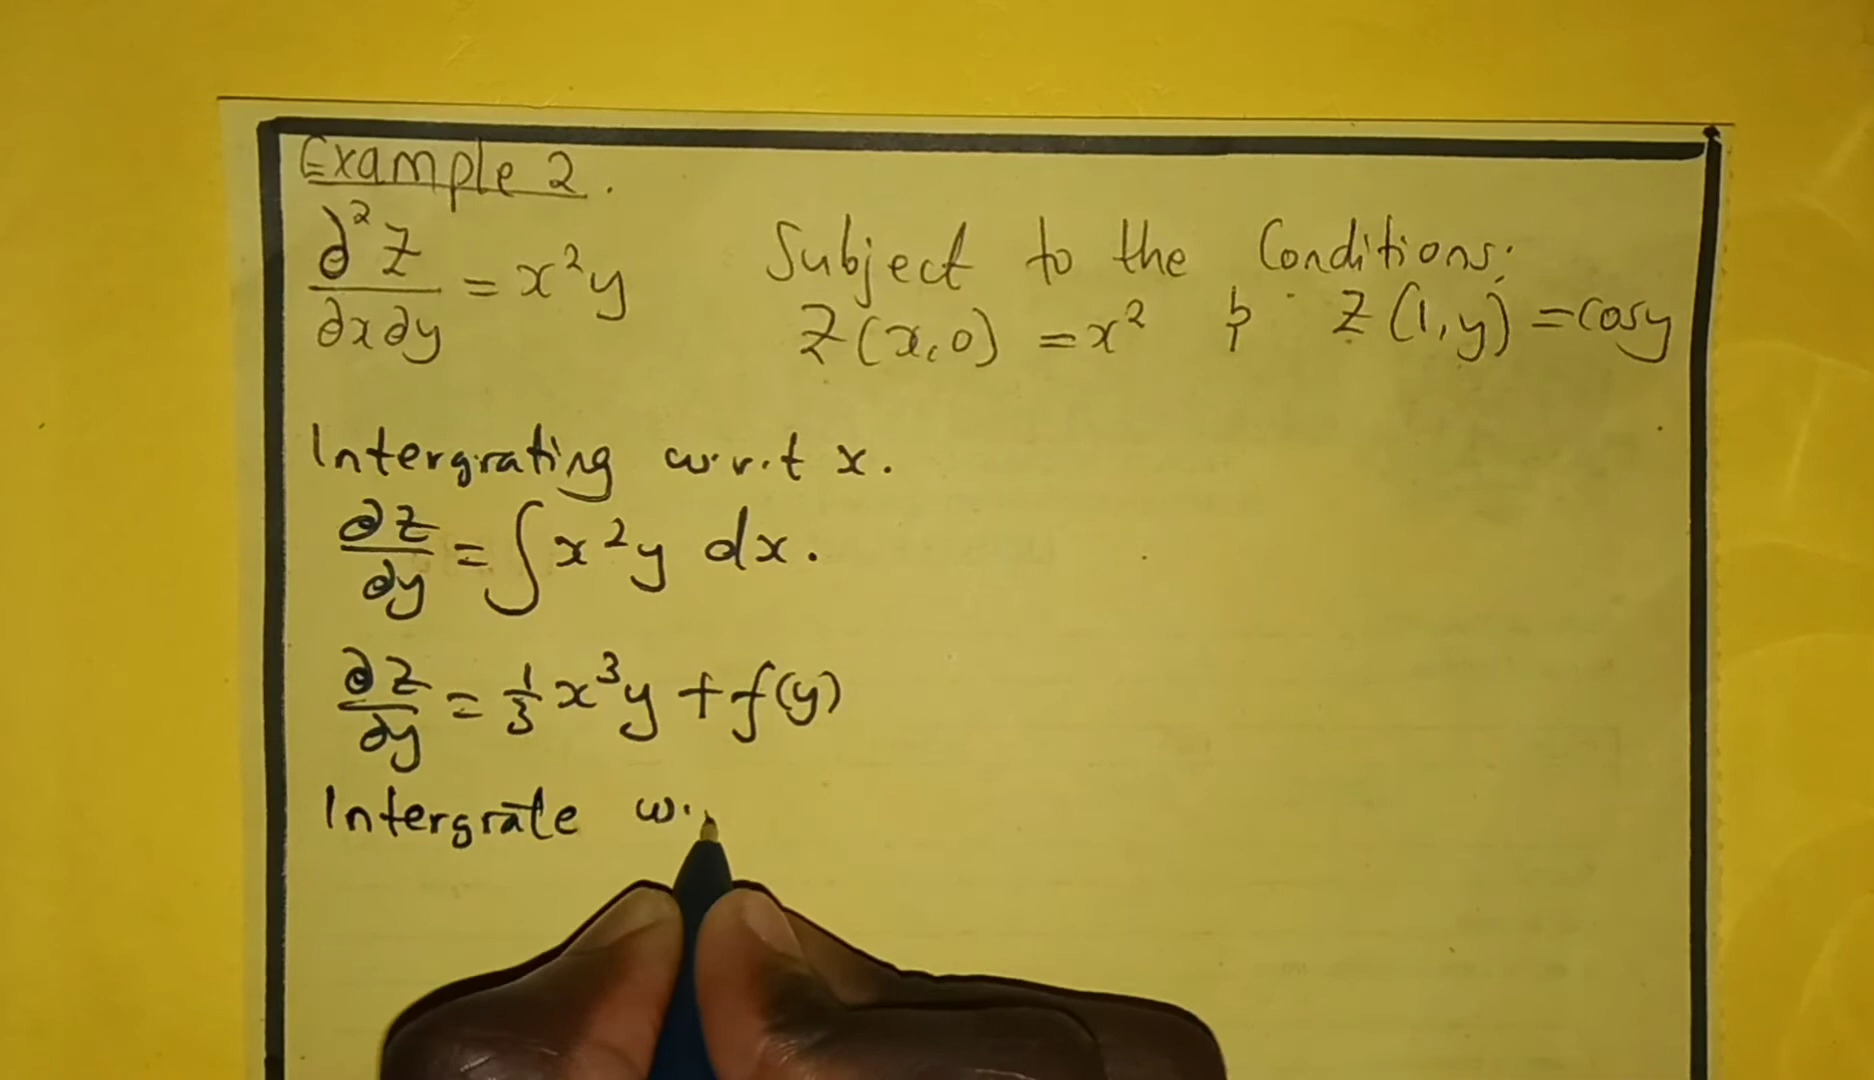 Example 2.
∂²Z/∂x∂y = x²y Subject to the Conditions:
Z(x,0) = x² & Z(1,y) = cosy
Intergrating w.r.t x.
∂Z/∂y = ∫x²y dx.
∂Z/∂y = 1/3 x³y + f(y)
Intergrate w.